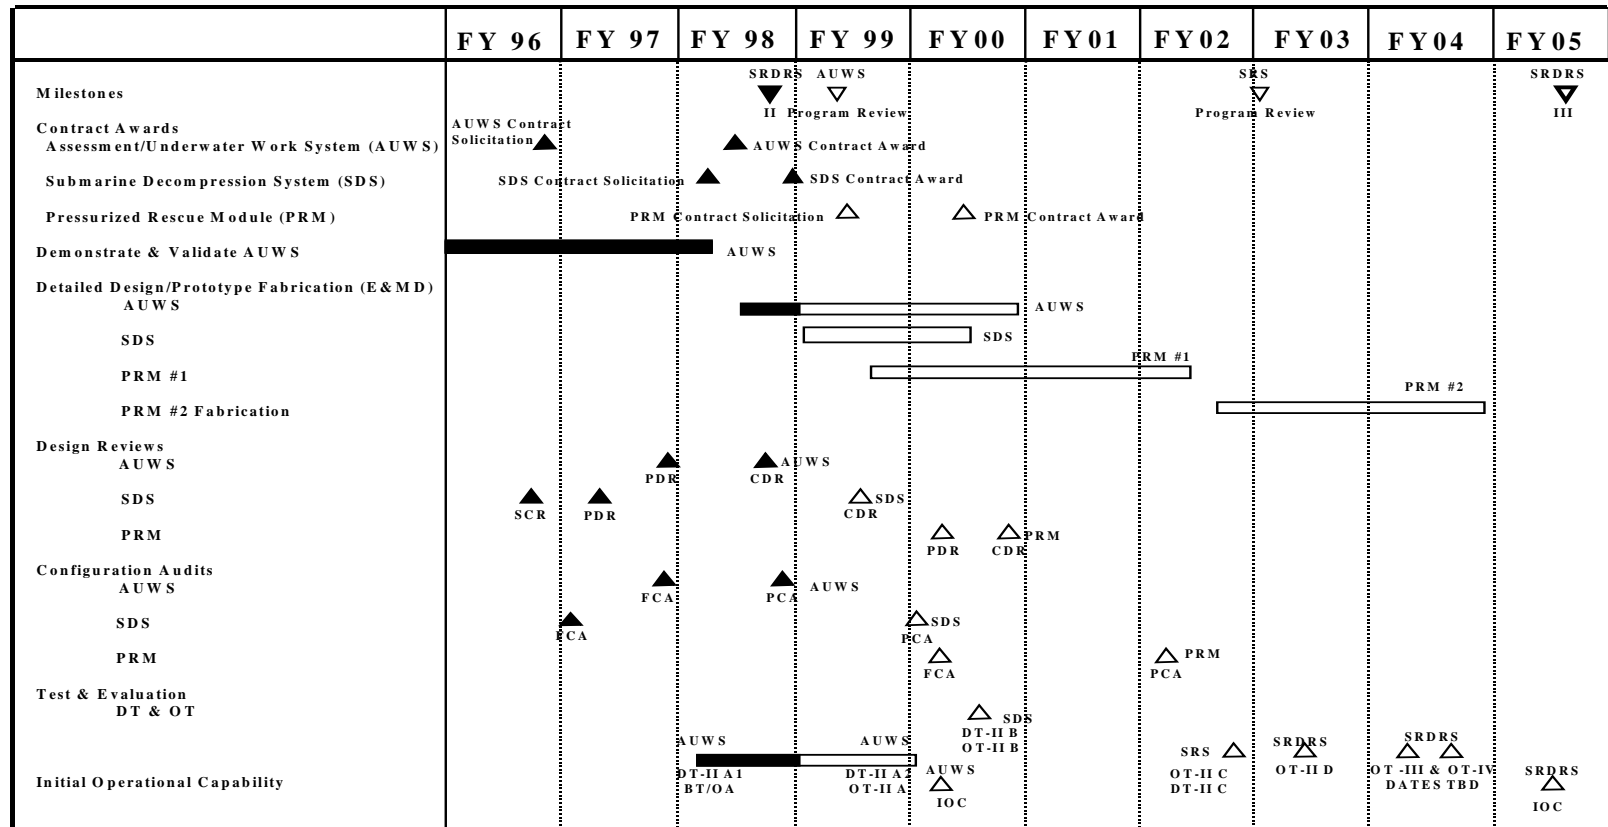 FY 96 FY 97 FY 98 FY 99 FY00 FY01 FY02 FY03 FY04 FY05
SRDRS AUWS SRS SRDRS
Milestones
II Program Review Program Review III
Contract Awards
AUWS Contract
Solicitation
Assessment/Underwater Work System (AUWS) AUWS Contract Award
Submarine Decompression System (SDS) SDS Contract Solicitation SDS Contract Award
Pressurized Rescue Module (PRM) PRM Contract Solicitation PRM Contract Award
Demonstrate & Validate AUWS AUWS
Detailed Design/Prototype Fabrication (E&MD)
AUWS AUWS
SDS SDS
PRM #1 PRM #1
PRM #2 Fabrication PRM #2
Design Reviews
AUWS AUWS
PDR CDR
SDS SDS
SCR PDR CDR
PRM PRM
PDR CDR
Configuration Audits
AUWS AUWS
FCA PCA
SDS SDS
FCA PCA
PRM PRM
FCA PCA
Test & Evaluation
DT & OT SDS
DT-II B
OT-II B
AUWS AUWS SRS SRDRS SRDRS
DT-II A1 DT-II A2 AUWS OT-II C OT-II D OT -III & OT-IV SRDRS
BT/OA OT-II A DT-II C DATES TBD
Initial Operational Capability
IOC IOC